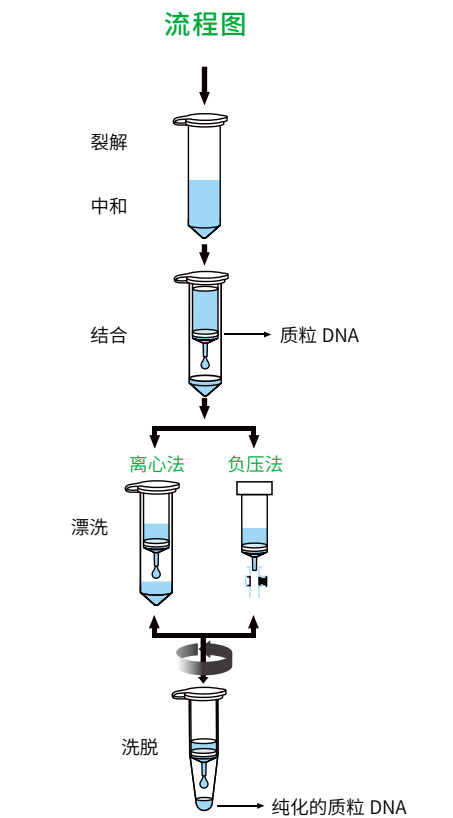 流程图
裂解
中和
结合
质粒 DNA
离心法
负压法
漂洗
洗脱
纯化的质粒 DNA